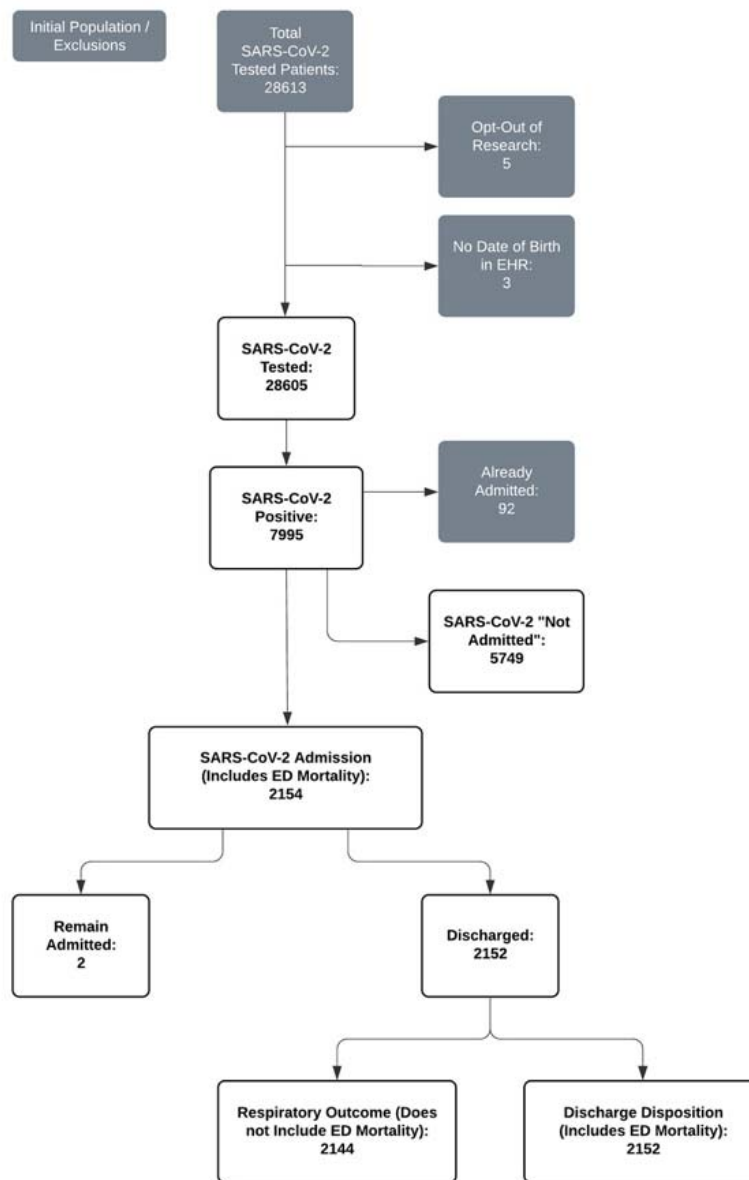 Initial Population /
Exclusions
Total
SARS-CoV-2
Tested Patients:
28613
Opt-Out of
Research:
5
No Date of Birth
in EHR:
3
SARS-CoV-2
Tested:
28605
SARS-CoV-2
Positive:
7995
Already
Admitted:
92
SARS-CoV-2 "Not
Admitted":
5749
SARS-CoV-2 Admission
(Includes ED Mortality):
2154
Remain
Admitted:
2
Discharged:
2152
Respiratory Outcome (Does
not Include ED Mortality):
2144
Discharge Disposition
(Includes ED Mortality):
2152